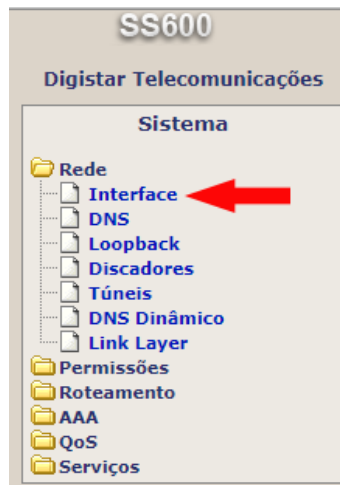 SS600
Digistar Telecomunicações
Sistema
Rede
Interface
DNS
Loopback
Discadores
Túneis
DNS Dinâmico
Link Layer
Permissões
Roteamento
AAA
QoS
Serviços